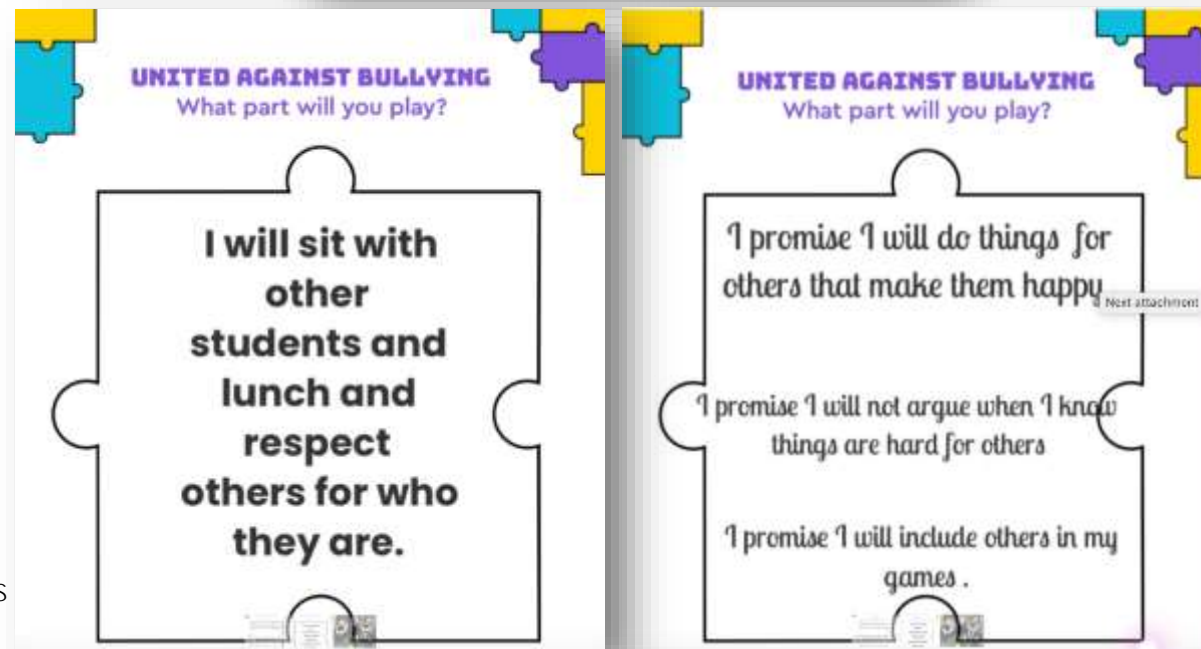 UNITED AGAINST BULLYING
What part will you play?
I will sit with
other
students and
lunch and
respect
others for who
they are.
s
UNITED AGAINST BULLYING
What part will you play?
I promise I will do things for
others that make them happy
Next attachment
I promise I will not argue when I know
things are hard for others
I promise I will include others in my
games .